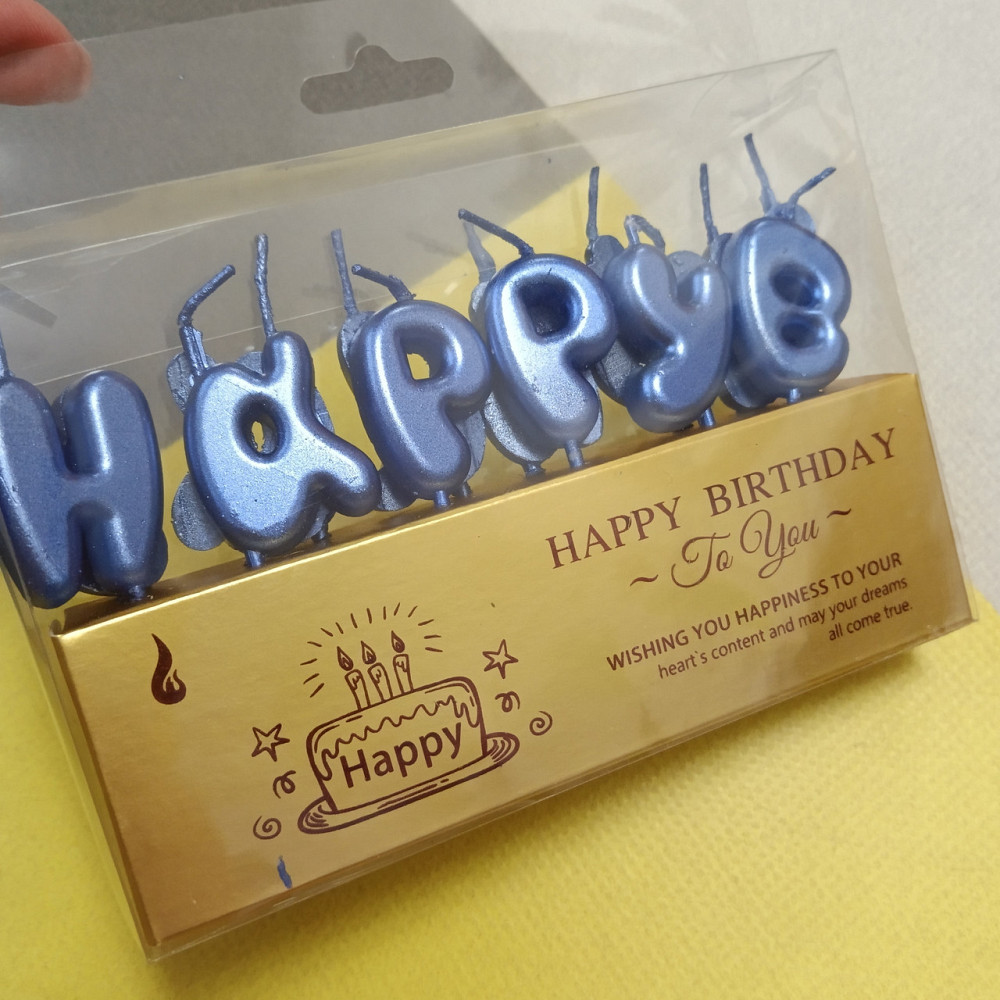 HAPPYB
HAPPY BIRTHDAY
~ To You ~
WISHING YOU HAPPINESS TO YOUR
heart`s content and may your dreams
all come true.
Happy